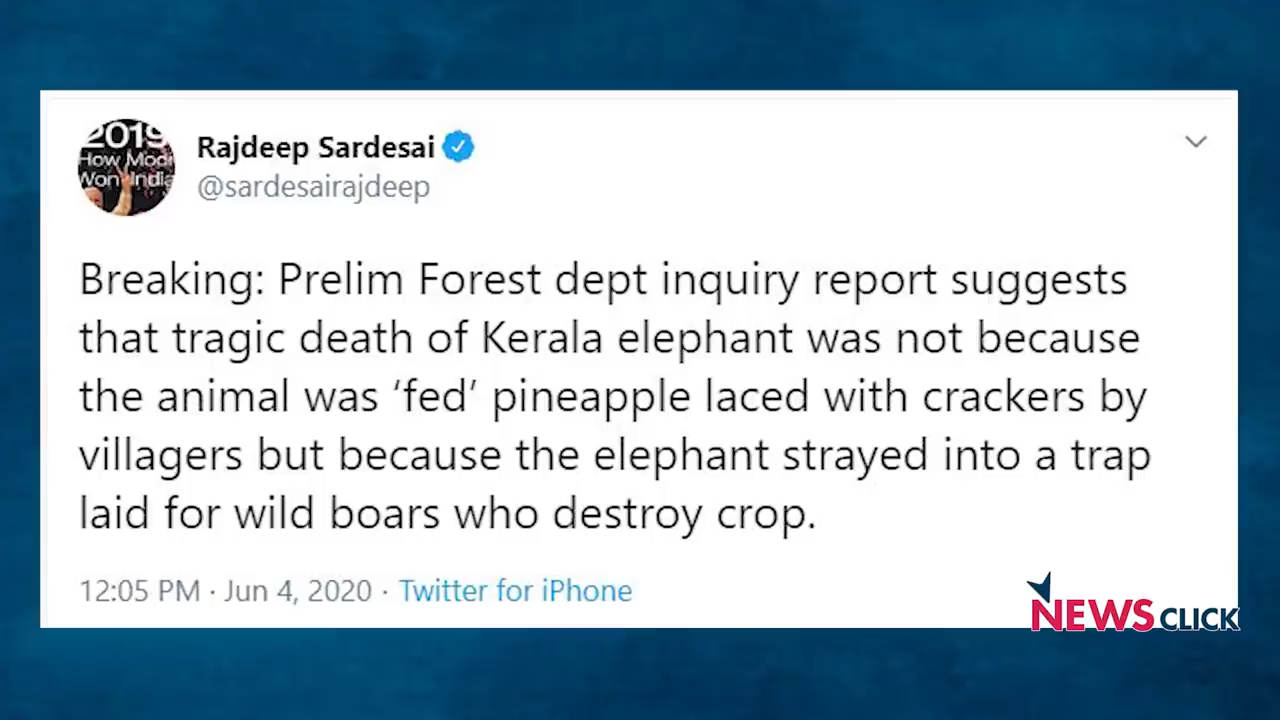 2019
How Modi
Won India
Rajdeep Sardesai
@sardesairajdeep
Breaking: Prelim Forest dept inquiry report suggests
that tragic death of Kerala elephant was not because
the animal was ‘fed’ pineapple laced with crackers by
villagers but because the elephant strayed into a trap
laid for wild boars who destroy crop.
12:05 PM · Jun 4, 2020 · Twitter for iPhone
NEWSCLICK